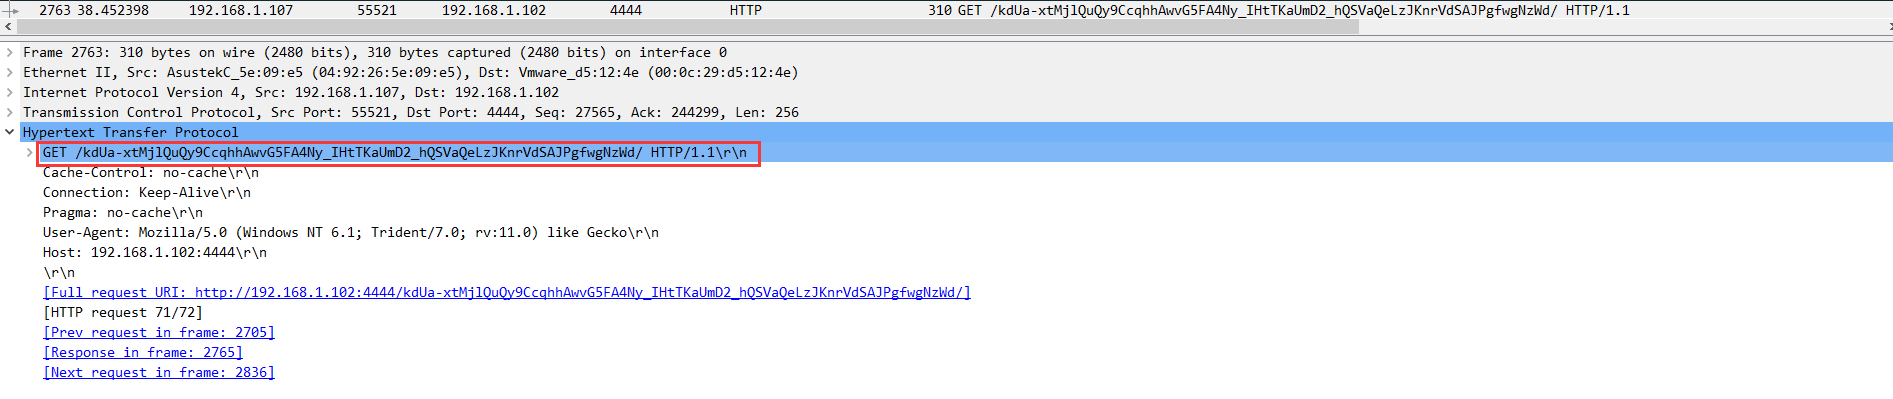 2763 38.452398 192.168.1.107 55521 192.168.1.102 4444 HTTP 310 GET /kdUa-xtMjlQuQy9CcqhhAwvG5FA4Ny_IHtTKaUmD2_hQSVaQeLzJKnrVdSAJPgfwgNzWd/ HTTP/1.1
Frame 2763: 310 bytes on wire (2480 bits), 310 bytes captured (2480 bits) on interface 0
Ethernet II, Src: AsustekC_5e:09:e5 (04:92:26:5e:09:e5), Dst: Vmware_d5:12:4e (00:0c:29:d5:12:4e)
Internet Protocol Version 4, Src: 192.168.1.107, Dst: 192.168.1.102
Transmission Control Protocol, Src Port: 55521, Dst Port: 4444, Seq: 27565, Ack: 244299, Len: 256
Hypertext Transfer Protocol
GET /kdUa-xtMjlQuQy9CcqhhAwvG5FA4Ny_IHtTKaUmD2_hQSVaQeLzJKnrVdSAJPgfwgNzWd/ HTTP/1.1\r\n
Cache-Control: no-cache\r\n
Connection: Keep-Alive\r\n
Pragma: no-cache\r\n
User-Agent: Mozilla/5.0 (Windows NT 6.1; Trident/7.0; rv:11.0) like Gecko\r\n
Host: 192.168.1.102:4444\r\n
\r\n
[Full request URI: http://192.168.1.102:4444/kdUa-xtMjlQuQy9CcqhhAwvG5FA4Ny_IHtTKaUmD2_hQSVaQeLzJKnrVdSAJPgfwgNzWd/]
[HTTP request 71/72]
[Prev request in frame: 2705]
[Response in frame: 2765]
[Next request in frame: 2836]